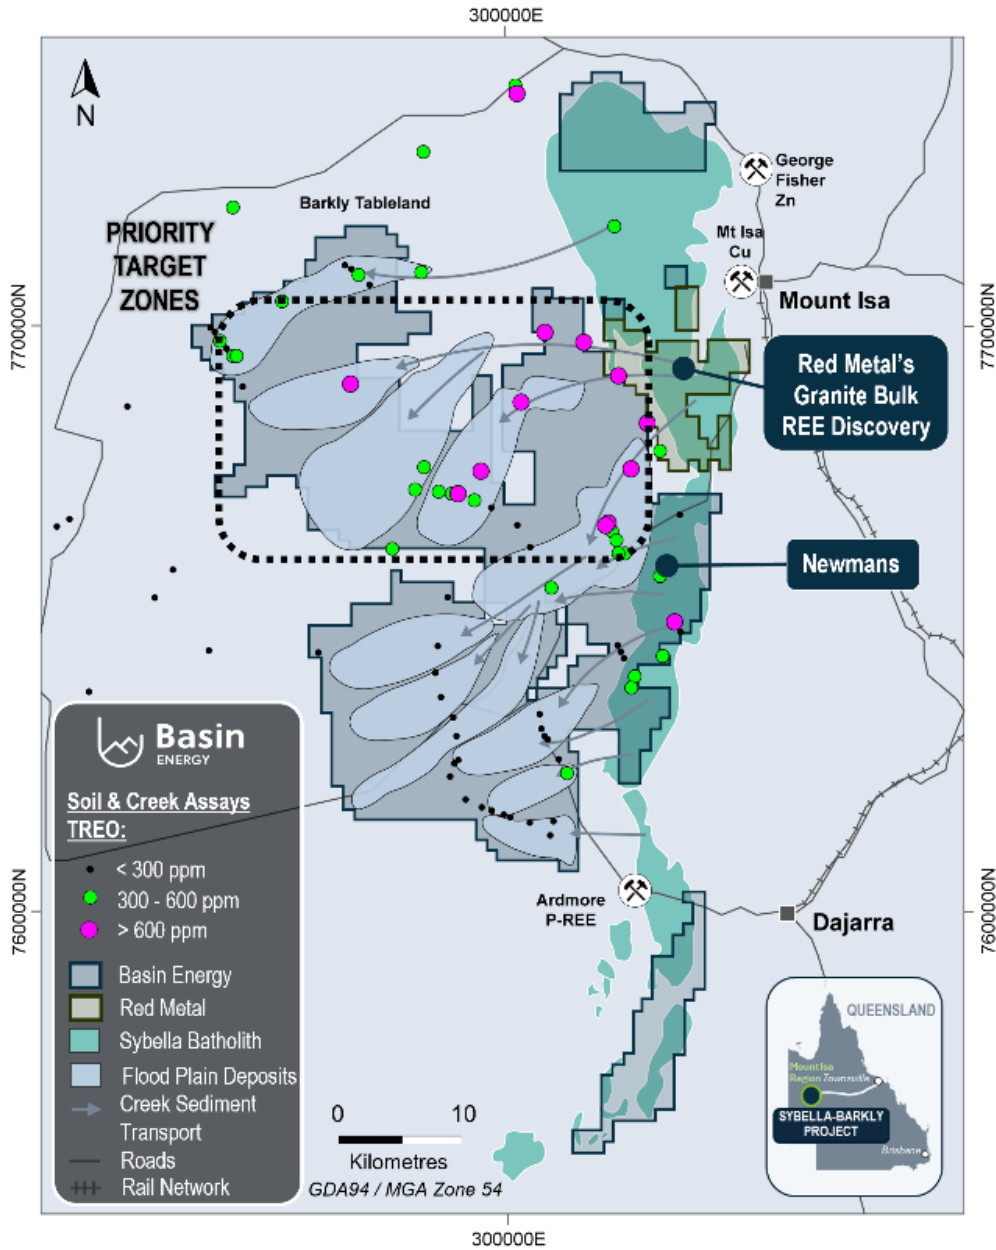 300000E
N
George
Fisher
Zn
Barkly Tableland
PRIORITY
TARGET
ZONES
Mt Isa
Cu
Mount Isa
7700000N
7700000N
Red Metal's
Granite Bulk
REE Discovery
Newmans
Basin
ENERGY
Soil & Creek Assays
TREO:
< 300 ppm
300 - 600 ppm
> 600 ppm
Basin Energy
Red Metal
Sybella Batholith
Flood Plain Deposits
Creek Sediment
Transport
Roads
Rail Network
Ardmore
P-REE
Dajarra
7600000N
7600000N
0 10
Kilometres
GDA94 / MGA Zone 54
QUEENSLAND
Mount Isa
Region
Townsville
SYBELLA-BARKLY
PROJECT
Brisbane
300000E